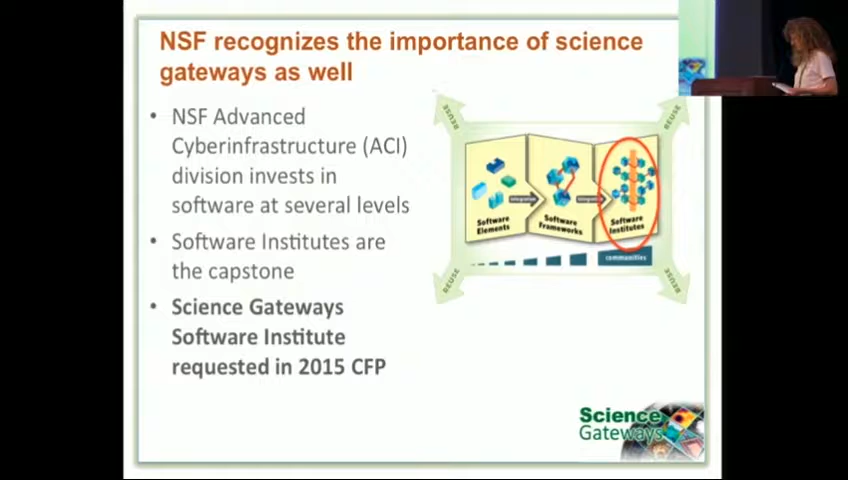 NSF recognizes the importance of science
gateways as well
• NSF Advanced
Cyberinfrastructure (ACI)
division invests in
software at several levels
• Software Institutes are
the capstone
• Science Gateways
Software Institute
requested in 2015 CFP
REUSE
REUSE
Integration
Integration
Software
Elements
Software
Frameworks
Software
Institutes
communities
REUSE
REUSE
Science
Gateways